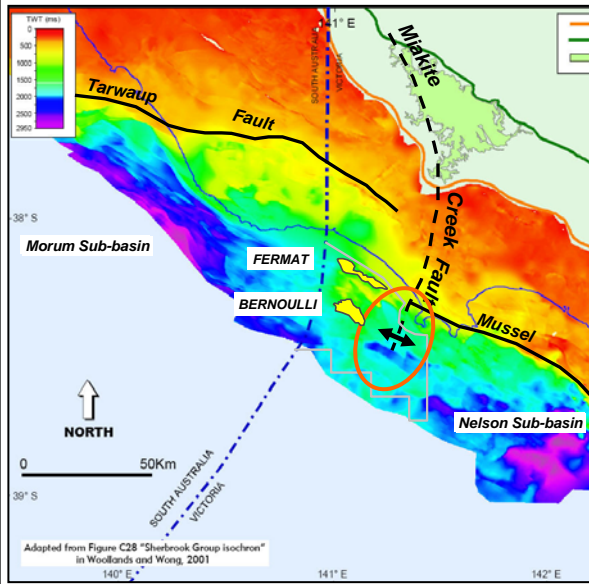 TWT (ms)
0
500
1000
1500
2000
2500
2950
141° E
SOUTH AUSTRALIA
VICTORIA
Miakite
Creek Fault
Tarwaup
Fault
38° S
Morum Sub-basin
FERMAT
BERNOULLI
Mussel
Nelson Sub-basin
NORTH
0 50Km
39° S
SOUTH AUSTRALIA
VICTORIA
Adapted from Figure C28 "Sherbrook Group isochron"
in Woollands and Wong, 2001
140° E
141° E
142° E